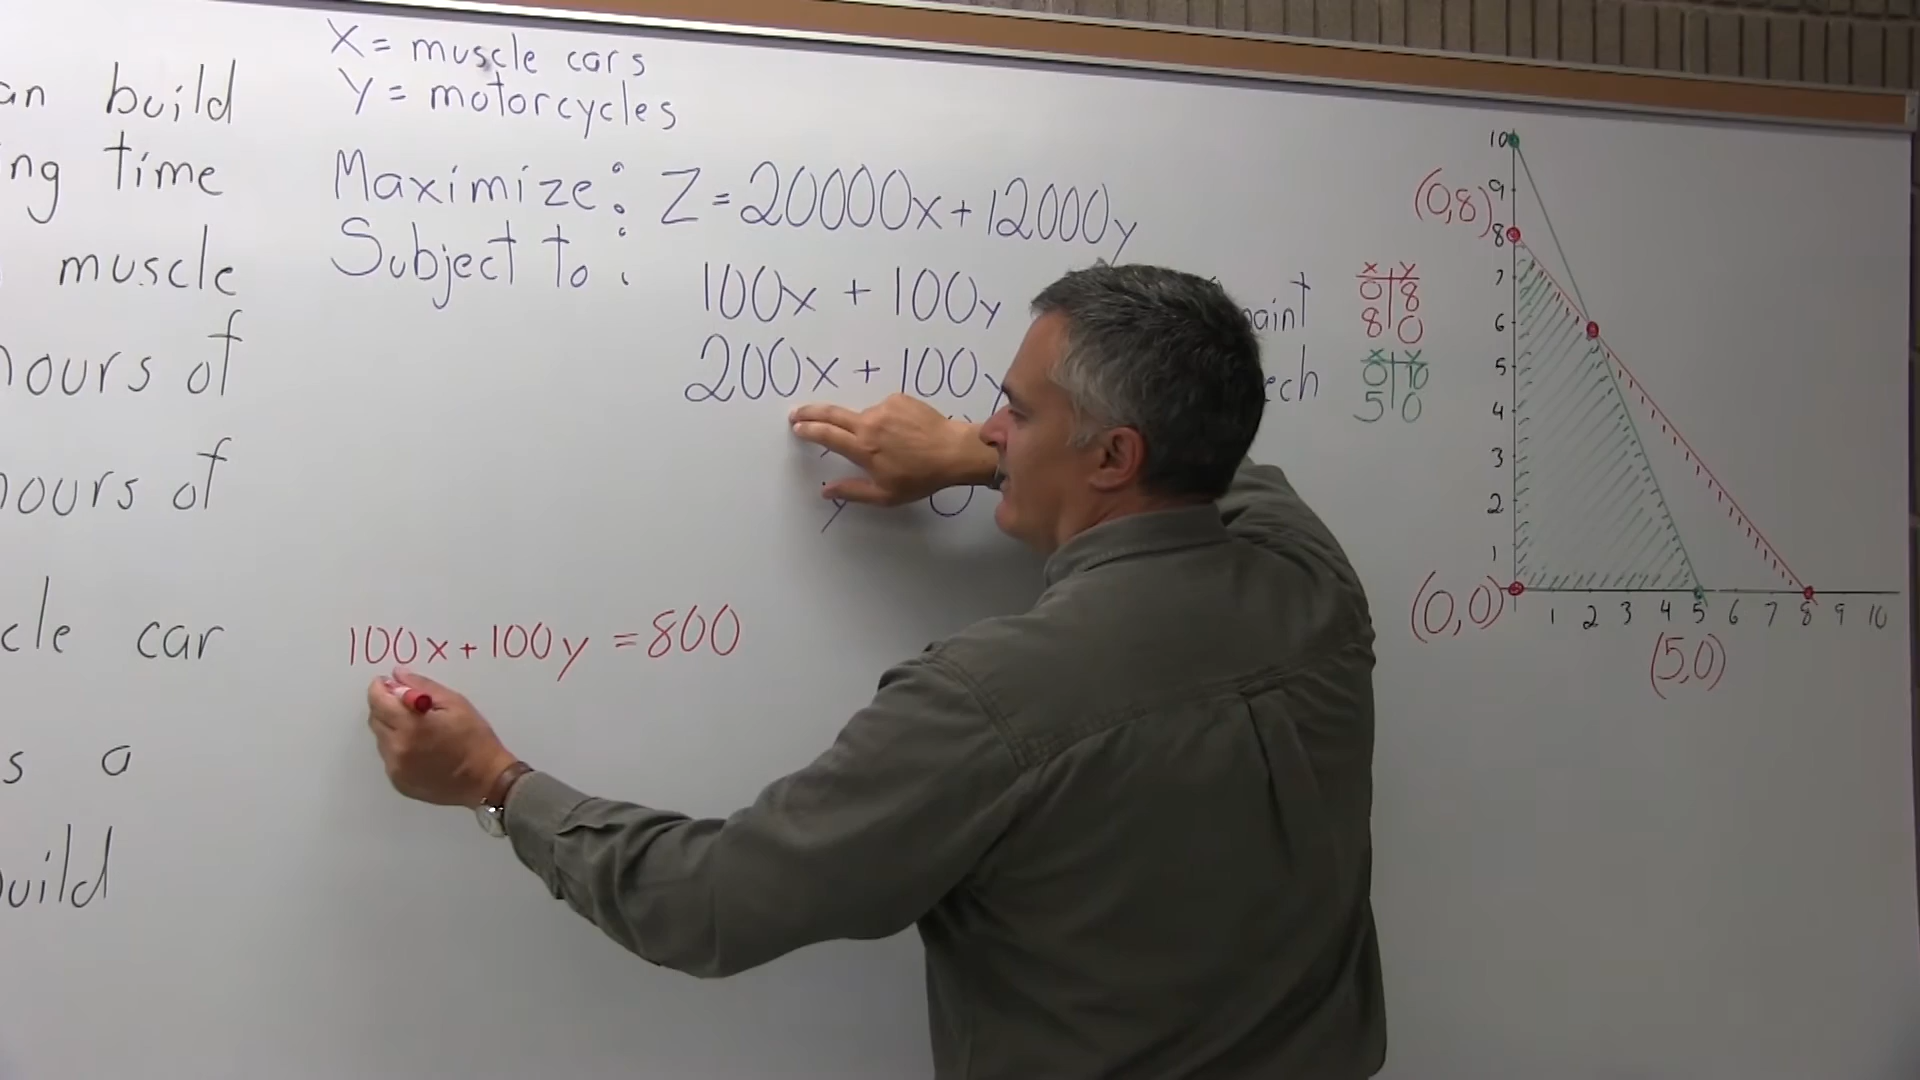 an build
ng time
muscle
hours of
hours of
cle car
s a
build
X = muscle cars
Y = motorcycles
Maximize: Z = 20000x + 12000y
Subject to:
100x + 100y
200x + 100y
y 0
ech
100x + 100y = 800
x y
0 8
8 0
x y
0 10
5 0
(0,8)
10
9
8
7
6
5
4
3
2
1
(0,0)
1 2 3 4 5 6 7 8 9 10
(5,0)